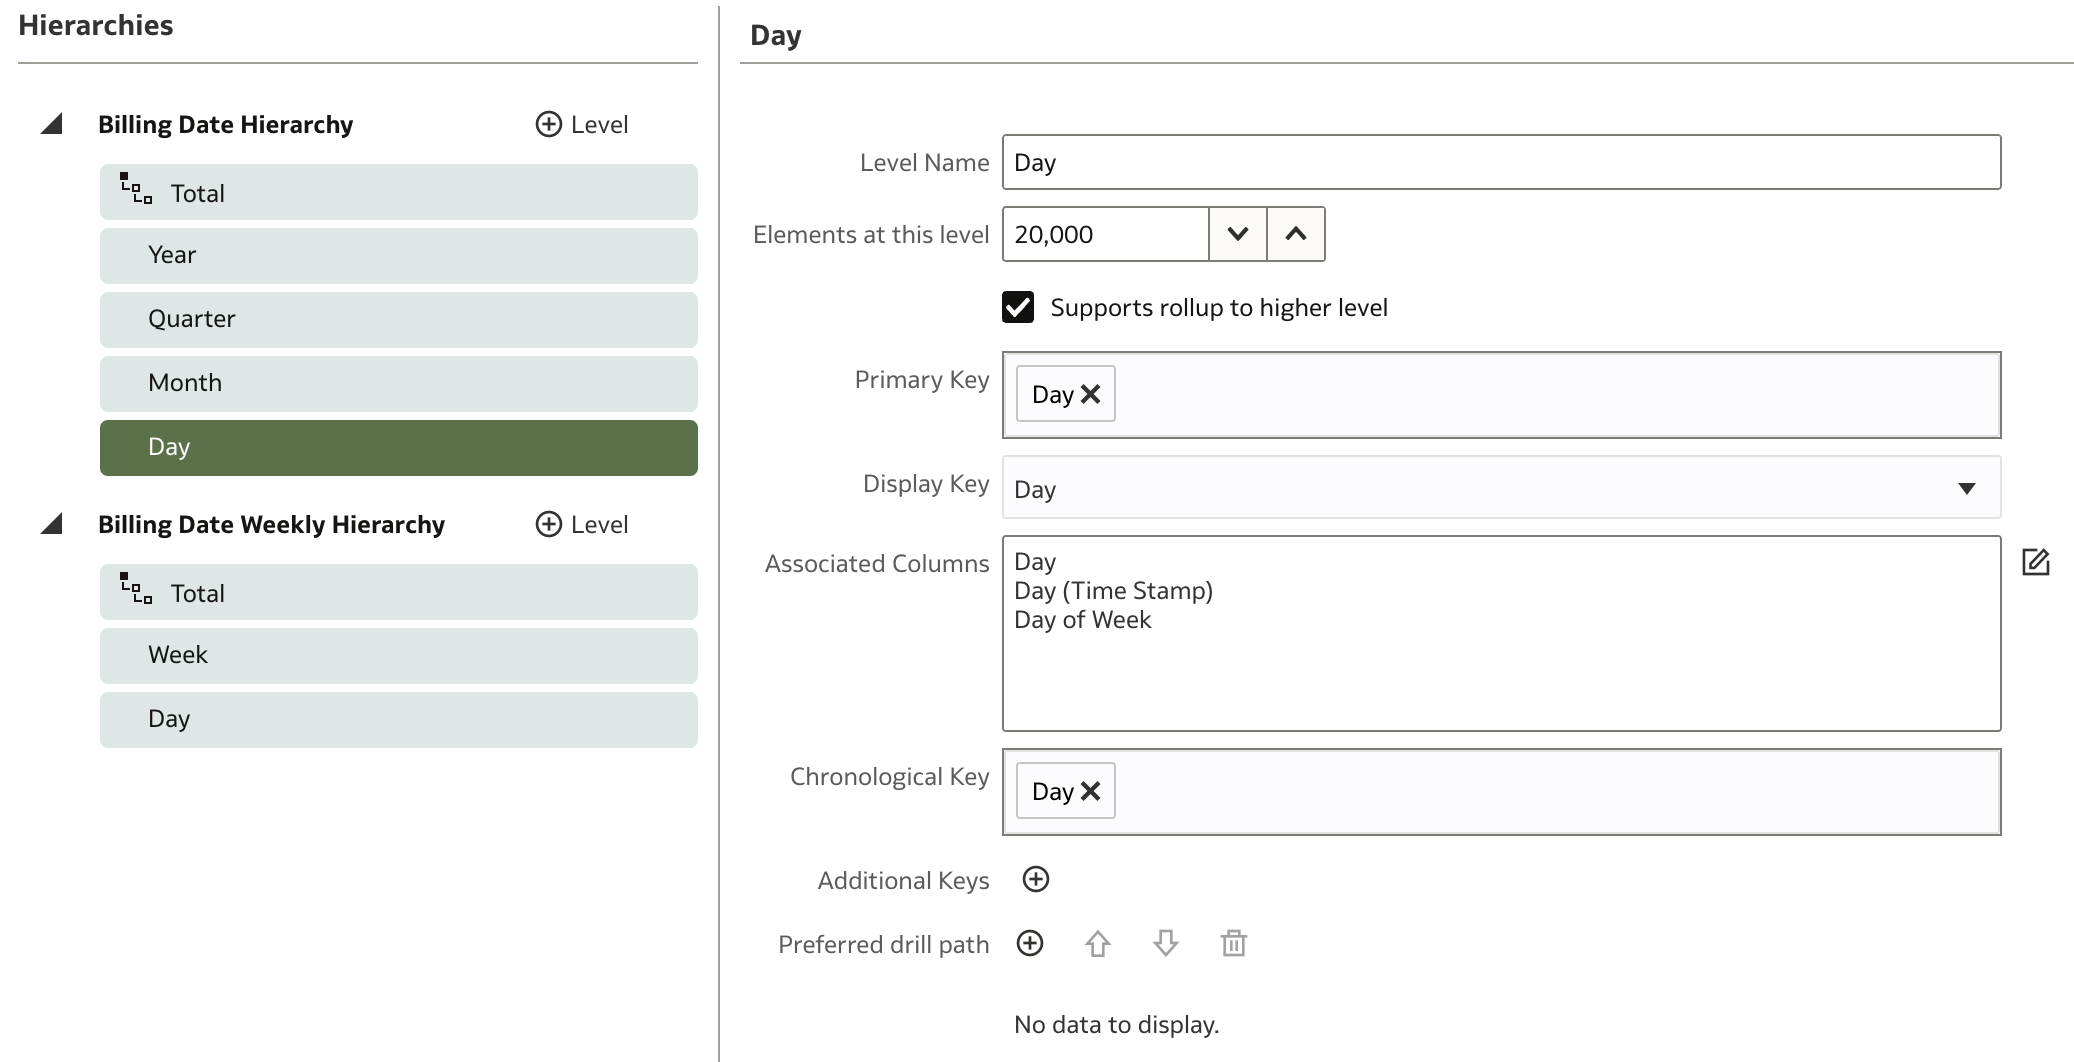 Hierarchies
Billing Date Hierarchy
Level
Total
Year
Quarter
Month
Day
Billing Date Weekly Hierarchy
Level
Total
Week
Day
Day
Level Name
Day
Elements at this level
20,000
Supports rollup to higher level
Primary Key
Day
Display Key
Day
Associated Columns
Day
Day (Time Stamp)
Day of Week
Chronological Key
Day
Additional Keys
Preferred drill path
No data to display.